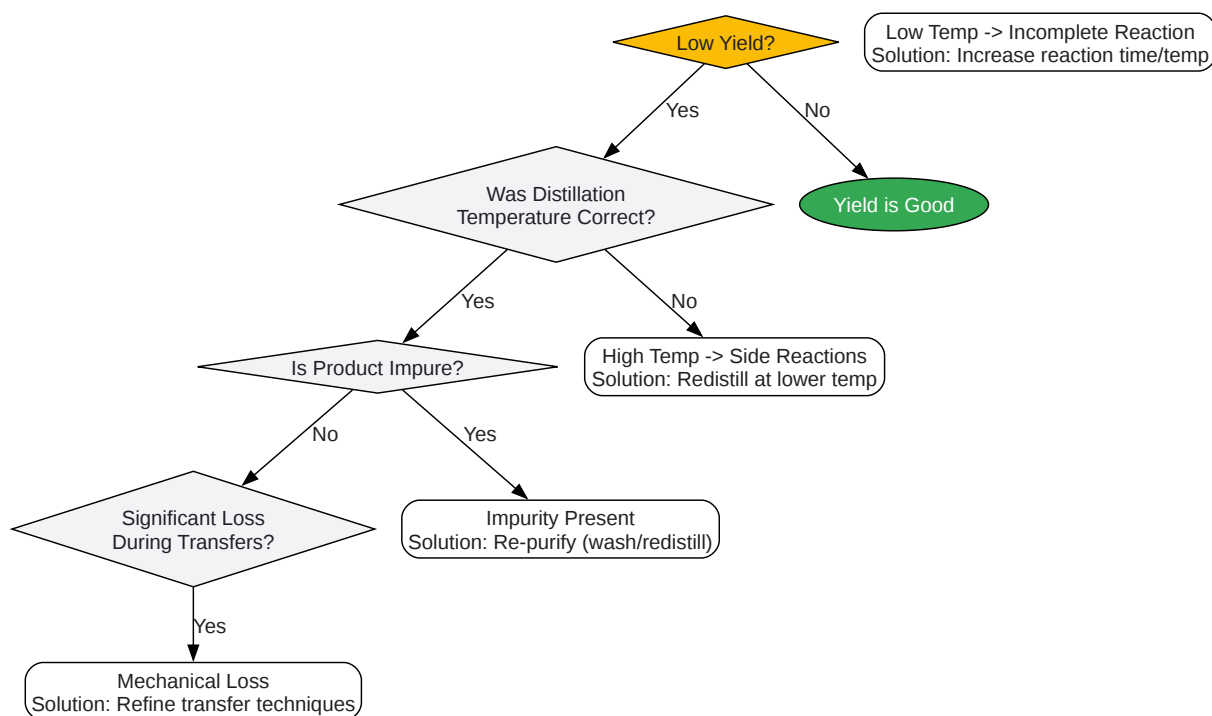 Low Yield?
Low Temp -> Incomplete Reaction
Solution: Increase reaction time/temp
Yes
No
Was Distillation
Temperature Correct?
Yield is Good
Yes
No
Is Product Impure?
High Temp -> Side Reactions
Solution: Redistill at lower temp
No
Yes
Significant Loss
During Transfers?
Impurity Present
Solution: Re-purify (wash/redistill)
Yes
Mechanical Loss
Solution: Refine transfer techniques